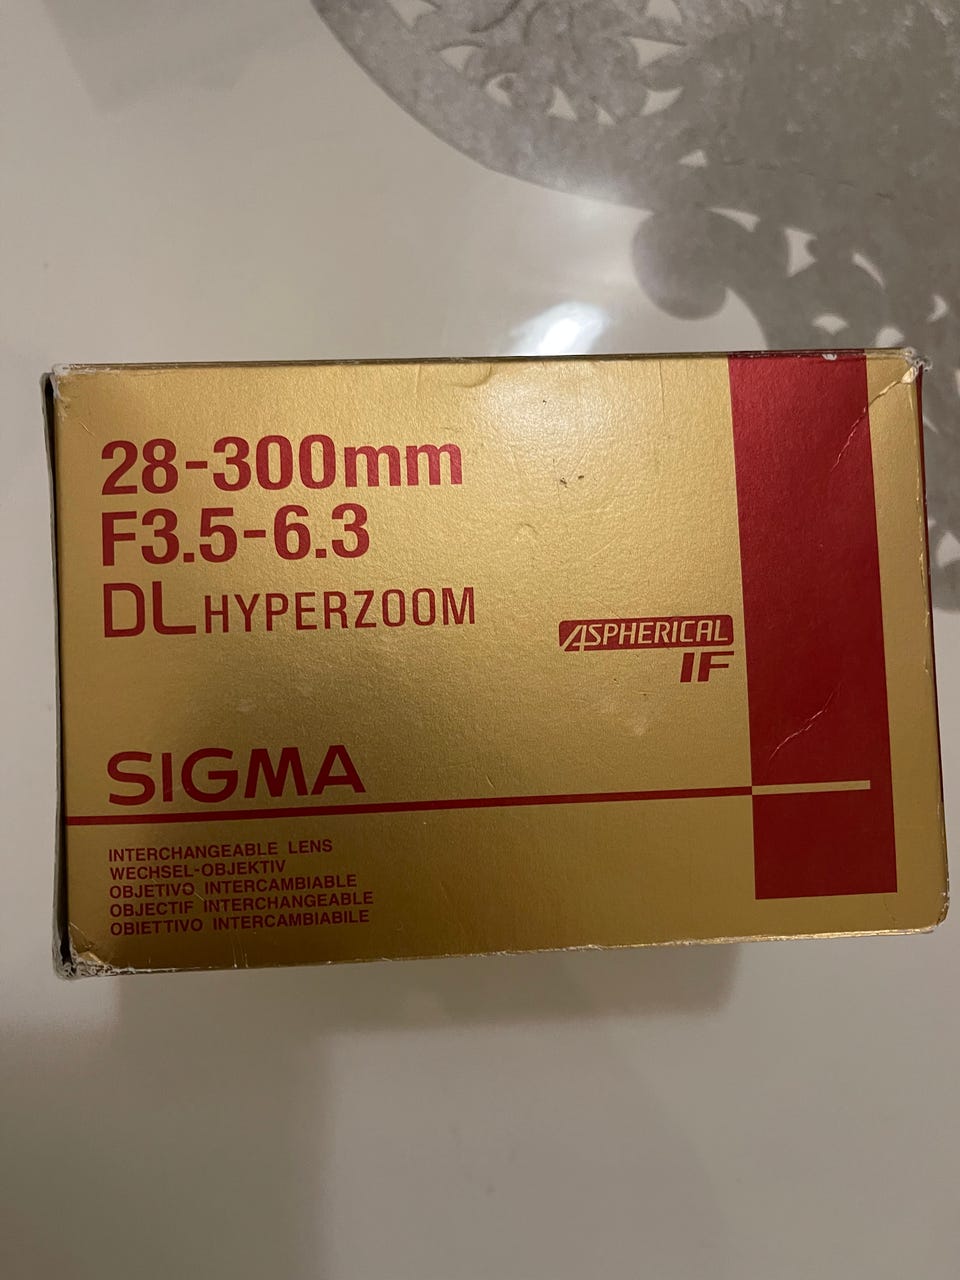 28-300mm
F3.5-6.3
DL HYPERZOOM
ASPHERICAL
IF
SIGMA
INTERCHANGEABLE LENS
WECHSEL-OBJEKTIV
OBJETIVO INTERCAMBIABLE
OBJECTIF INTERCHANGEABLE
OBIETTIVO INTERCAMBIABILE